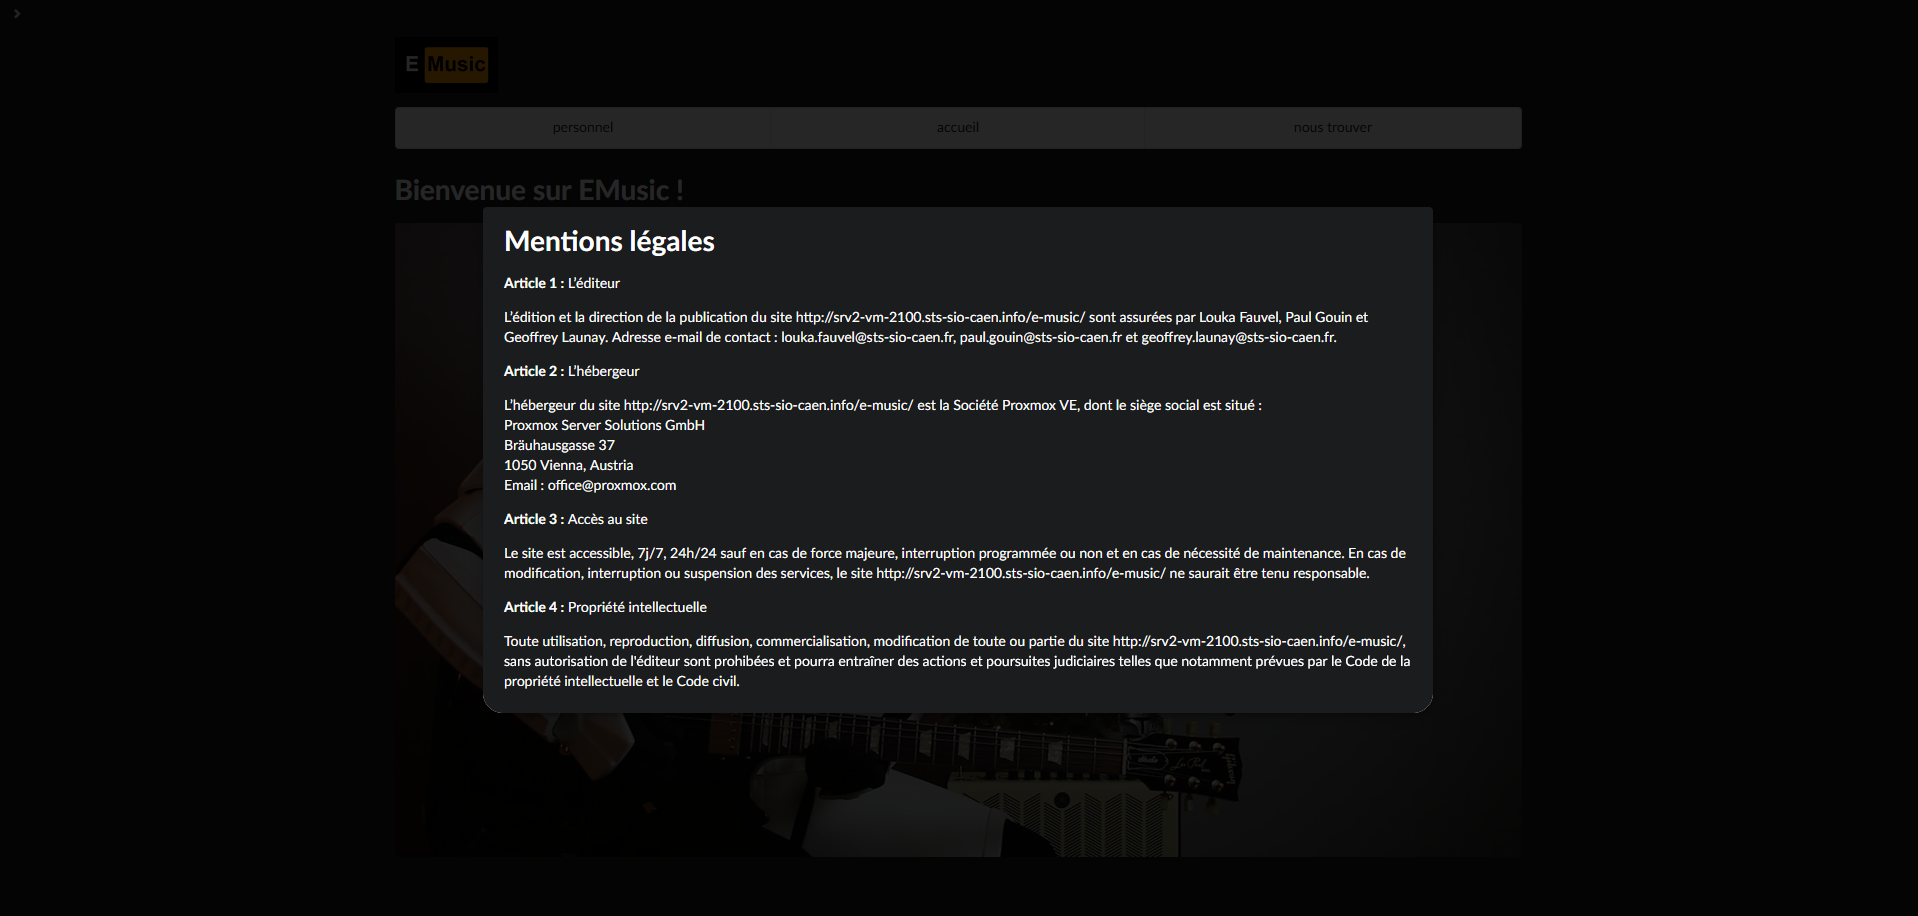 E Music
personnel accueil nous trouver
Bienvenue sur EMusic !
Mentions légales
Article 1 : L’éditeur
L’édition et la direction de la publication du site http://srv2-vm-2100.sts-sio-caen.info/e-music/ sont assurées par Louka Fauvel, Paul Gouin et
Geoffrey Launay. Adresse e-mail de contact : louka.fauvel@sts-sio-caen.fr, paul.gouin@sts-sio-caen.fr et geoffrey.launay@sts-sio-caen.fr.
Article 2 : L’hébergeur
L’hébergeur du site http://srv2-vm-2100.sts-sio-caen.info/e-music/ est la Société Proxmox VE, dont le siège social est situé :
Proxmox Server Solutions GmbH
Bräuhausgasse 37
1050 Vienna, Austria
Email : office@proxmox.com
Article 3 : Accès au site
Le site est accessible, 7j/7, 24h/24 sauf en cas de force majeure, interruption programmée ou non et en cas de nécessité de maintenance. En cas de
modification, interruption ou suspension des services, le site http://srv2-vm-2100.sts-sio-caen.info/e-music/ ne saurait être tenu responsable.
Article 4 : Propriété intellectuelle
Toute utilisation, reproduction, diffusion, commercialisation, modification de toute ou partie du site http://srv2-vm-2100.sts-sio-caen.info/e-music/,
sans autorisation de l'éditeur sont prohibées et pourra entraîner des actions et poursuites judiciaires telles que notamment prévues par le Code de la
propriété intellectuelle et le Code civil.
Les Paul
Gibson